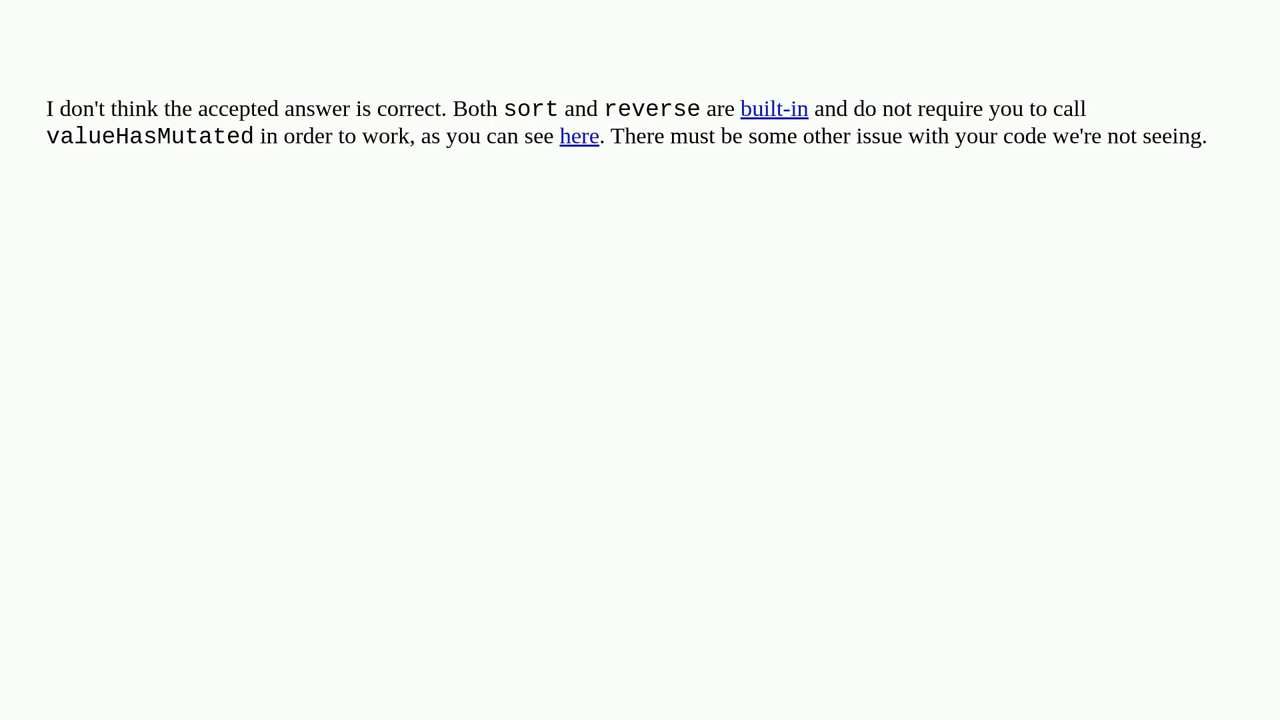 I don't think the accepted answer is correct. Both sort and reverse are built-in and do not require you to call
valueHasMutated in order to work, as you can see here. There must be some other issue with your code we're not seeing.